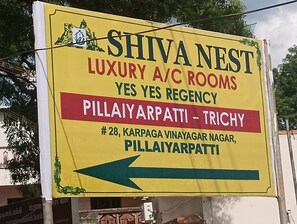 SHIVA NEST
LUXURY A/C ROOMS
YES YES REGENCY
PILLAIYARPATTI - TRICHY
# 28, KARPAGA VINAYAGAR NAGAR,
PILLAIYARPATTI